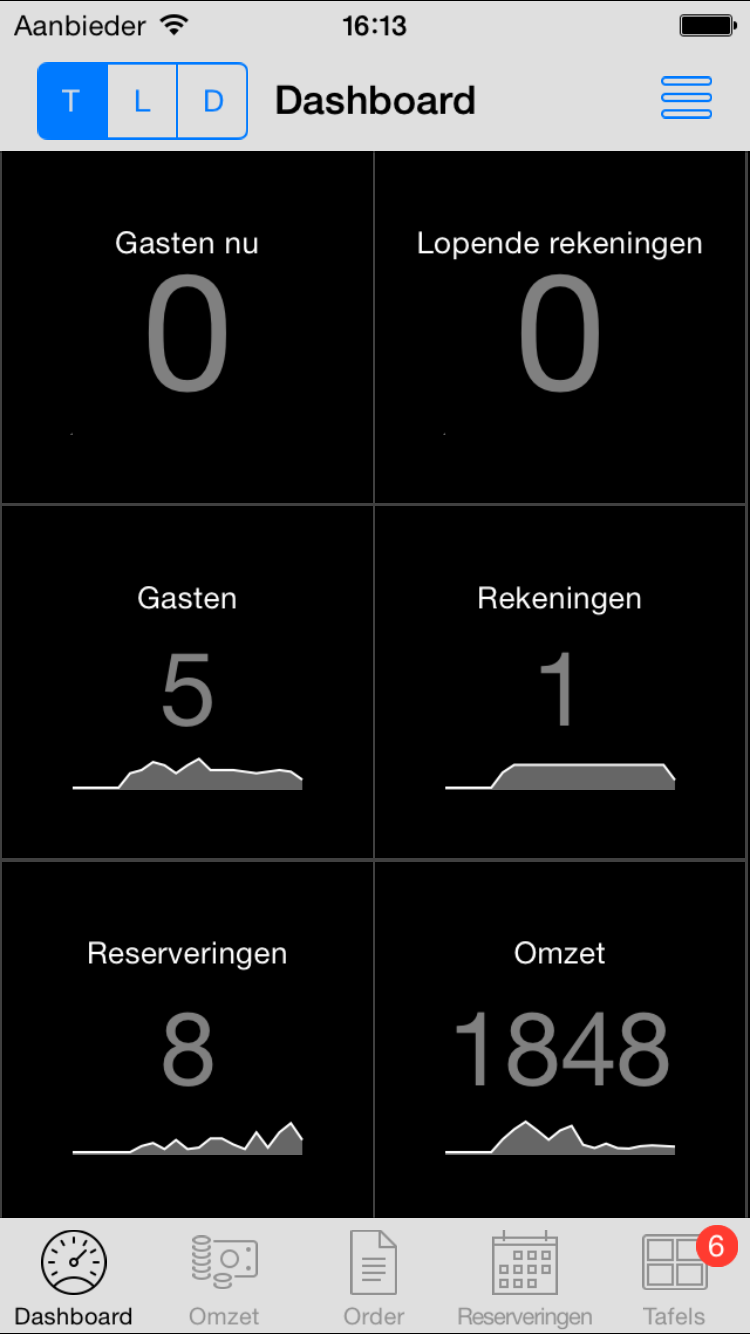 Aanbieder 16:13
T L D Dashboard
Gasten nu Lopende rekeningen
0 0
Gasten Rekeningen
5 1
Reserveringen Omzet
8 1848
6
Dashboard Omzet Order Reserveringen Tafels